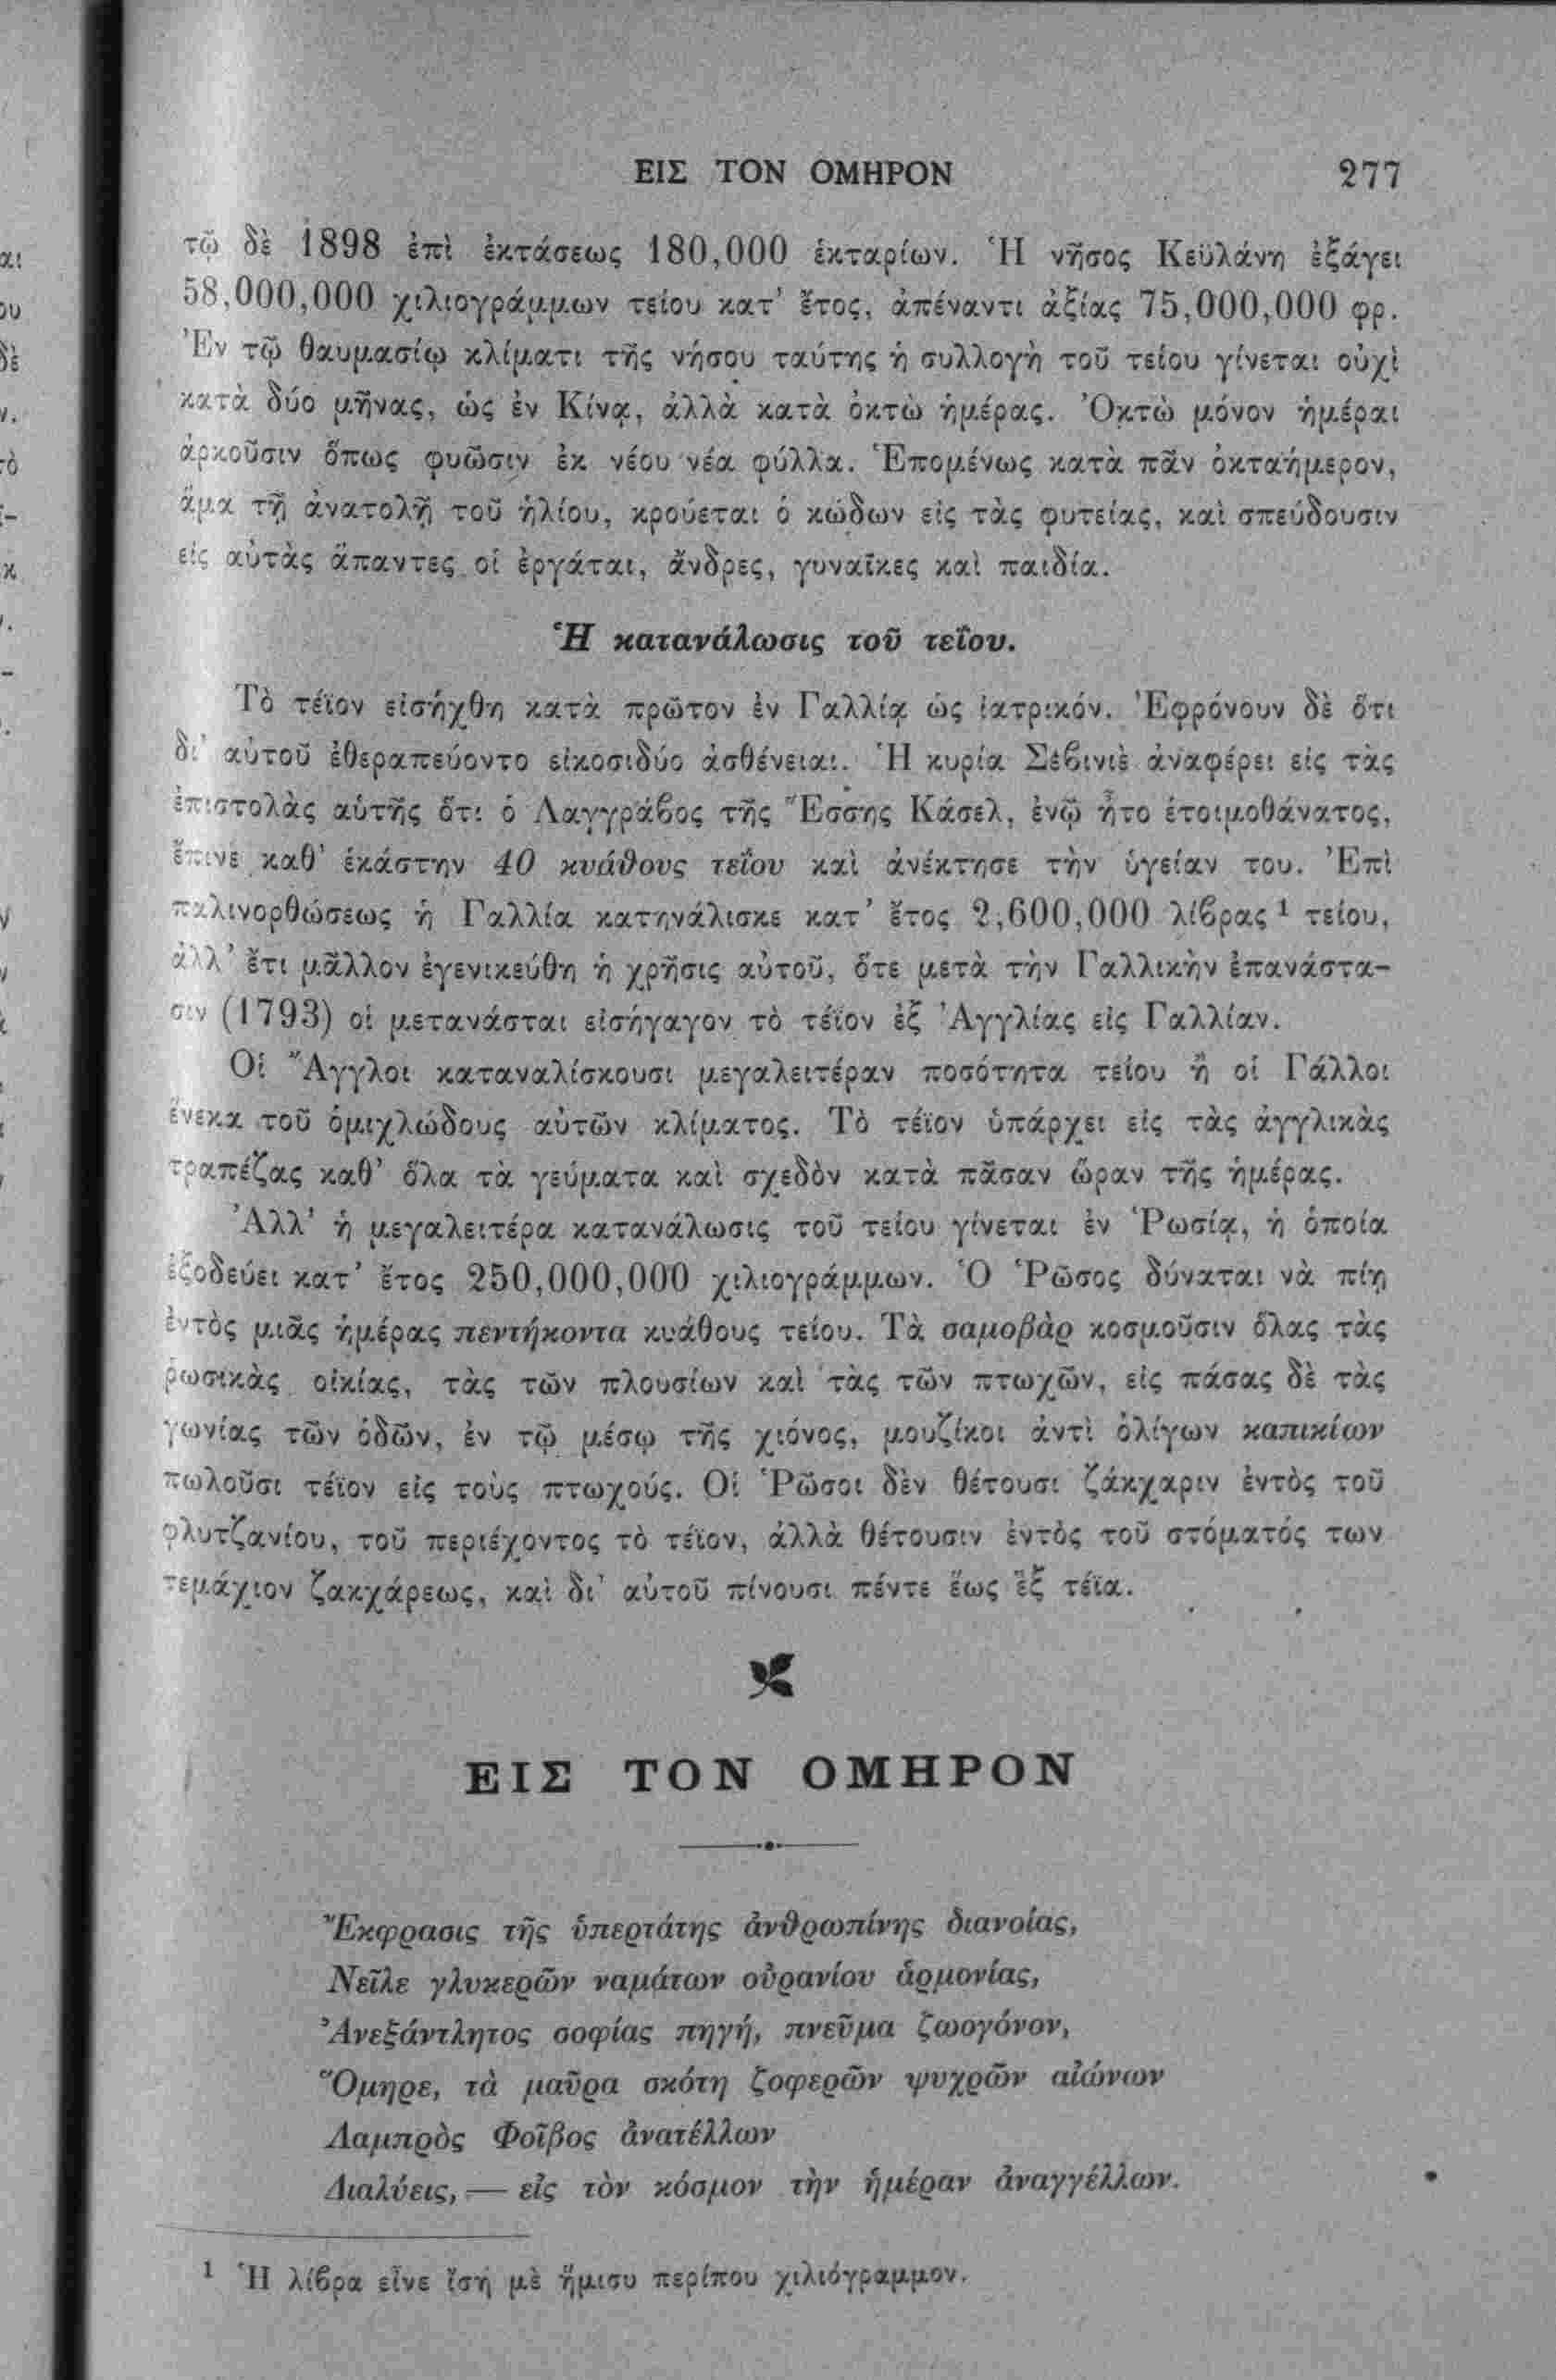 ΕΙΣ ΤΟΝ ΟΜΗΡΟΝ 277
τῷ δὲ 1898 ἐπὶ ἐκτάσεως 180,000 ἑκταρίων. Ἡ νῆσος Κεϋλάνη ἐξάγει
58,000,000 χιλιογράμμων τεΐου κατ' ἔτος, ἀπέναντι ἀξίας 75,000,000 φρ.
Ἐν τῷ θαυμασίῳ κλίματι τῆς νήσου ταύτης ἡ συλλογὴ τοῦ τεΐου γίνεται οὐχὶ
κατὰ δύο μῆνας, ὡς ἐν Κίνᾳ, ἀλλὰ κατὰ ὀκτὼ ἡμέρας. Ὀκτὼ μόνον ἡμέραι
ἀρκοῦσιν ὅπως φυῶσιν ἐκ νέου νέα φύλλα. Ἑπομένως κατὰ πᾶν ὀκταήμερον,
ἅμα τῇ ἀνατολῇ τοῦ ἡλίου, κρούεται ὁ κώδων εἰς τὰς φυτείας, καὶ σπεύδουσιν
εἰς αὐτὰς ἅπαντες οἱ ἐργάται, ἄνδρες, γυναῖκες καὶ παιδία.
Ἡ κατανάλωσις τοῦ τεΐου.
Τὸ τέϊον εἰσήχθη κατὰ πρῶτον ἐν Γαλλίᾳ ὡς ἰατρικόν. Ἐφρόνουν δὲ ὅτι
δι' αὐτοῦ ἐθεραπεύοντο εἰκοσιδύο ἀσθένειαι. Ἡ κυρία Σεβινιὲ ἀναφέρει εἰς τὰς
ἐπιστολὰς αὑτῆς ὅτι ὁ Λαγγράβος τῆς Ἕσσης Κάσελ, ἐνῷ ἦτο ἑτοιμοθάνατος,
ἔπινε καθ' ἑκάστην 40 κυάθους τεΐου καὶ ἀνέκτησε τὴν ὑγείαν του. Ἐπὶ
παλινορθώσεως ἡ Γαλλία κατηνάλισκε κατ' ἔτος 2,600,000 λίβρας ¹ τεΐου,
ἀλλ' ἔτι μᾶλλον ἐγενικεύθη ἡ χρῆσις αὐτοῦ, ὅτε μετὰ τὴν Γαλλικὴν ἐπανάστα-
σιν (1793) οἱ μετανάσται εἰσήγαγον τὸ τέϊον ἐξ Ἀγγλίας εἰς Γαλλίαν.
Οἱ Ἄγγλοι καταναλίσκουσι μεγαλειτέραν ποσότητα τεΐου ἢ οἱ Γάλλοι
ἕνεκα τοῦ ὁμιχλώδους αὐτῶν κλίματος. Τὸ τέϊον ὑπάρχει εἰς τὰς ἀγγλικὰς
τραπέζας καθ' ὅλα τὰ γεύματα καὶ σχεδὸν κατὰ πᾶσαν ὥραν τῆς ἡμέρας.
Ἀλλ' ἡ μεγαλειτέρα κατανάλωσις τοῦ τεΐου γίνεται ἐν Ῥωσίᾳ, ἡ ὁποία
ἐξοδεύει κατ' ἔτος 250,000,000 χιλιογράμμων. Ὁ Ῥῶσος δύναται νὰ πίῃ
ἐντὸς μιᾶς ἡμέρας πεντήκοντα κυάθους τεΐου. Τὰ σαμοβὰρ κοσμοῦσιν ὅλας τὰς
ῥωσικὰς οἰκίας, τὰς τῶν πλουσίων καὶ τὰς τῶν πτωχῶν, εἰς πάσας δὲ τὰς
γωνίας τῶν ὁδῶν, ἐν τῷ μέσῳ τῆς χιόνος, μουζίκοι ἀντὶ ὀλίγων καπικίων
πωλοῦσι τέϊον εἰς τοὺς πτωχούς. Οἱ Ῥῶσοι δὲν θέτουσι ζάκχαριν ἐντὸς τοῦ
φλυτζανίου, τοῦ περιέχοντος τὸ τέϊον, ἀλλὰ θέτουσιν ἐντὸς τοῦ στόματός των
τεμάχιον ζακχάρεως, καὶ δι' αὐτοῦ πίνουσι πέντε ἕως ἓξ τέϊα.
ΕΙΣ ΤΟΝ ΟΜΗΡΟΝ
Ἔκφρασις τῆς ὑπερτάτης ἀνθρωπίνης διανοίας,
Νεῖλε γλυκερῶν ναμάτων οὐρανίου ἁρμονίας,
Ἀνεξάντλητος σοφίας πηγή, πνεῦμα ζωογόνον,
Ὅμηρε, τὰ μαῦρα σκότη ζοφερῶν ψυχρῶν αἰώνων
Λαμπρὸς Φοῖβος ἀνατέλλων
Διαλύεις, — εἰς τὸν κόσμον τὴν ἡμέραν ἀναγγέλλων.
¹ Ἡ λίβρα εἶνε ἴση μὲ ἥμισυ περίπου χιλιόγραμμον.